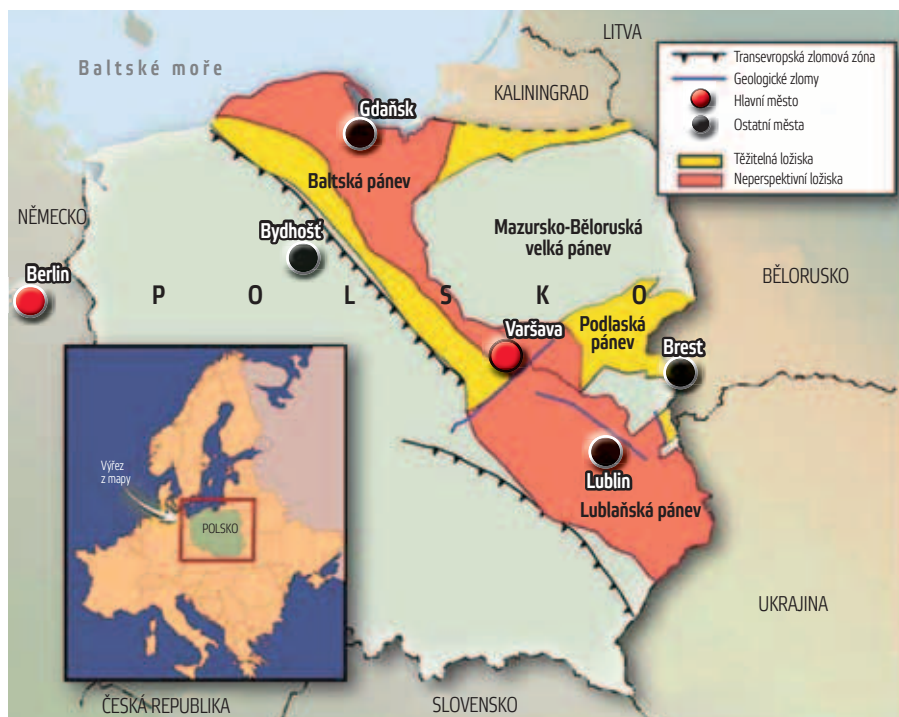 LITVA
Baltské moře
KALININGRAD
Transevropská zlomová zóna
Geologické zlomy
Hlavní město
Ostatní města
Těžitelná ložiska
Neperspektivní ložiska
Gdaňsk
Baltská pánev
NĚMECKO
Bydhošť
Mazursko-Běloruská
velká pánev
BĚLORUSKO
Berlin
POLSKO
Varšava
Podlaská
pánev
Brest
Výřez
z mapy
POLSKO
Lublin
Lublaňská pánev
UKRAJINA
ČESKÁ REPUBLIKA
SLOVENSKO